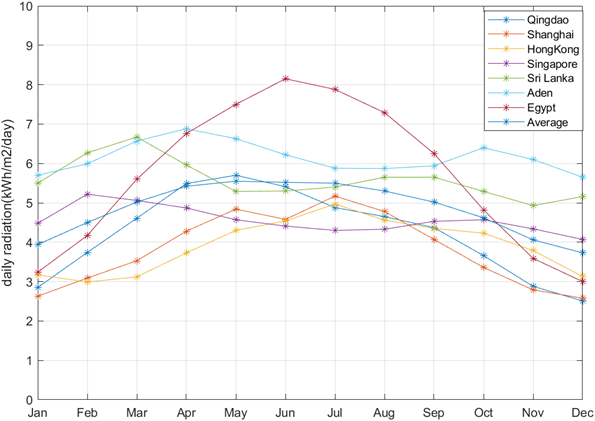 10
9
8
7
6
5
4
3
2
1
0
daily radiation(kWh/m2/day)
Jan Feb Mar Apr May Jun Jul Aug Sep Oct Nov Dec
Qingdao
Shanghai
HongKong
Singapore
Sri Lanka
Aden
Egypt
Average